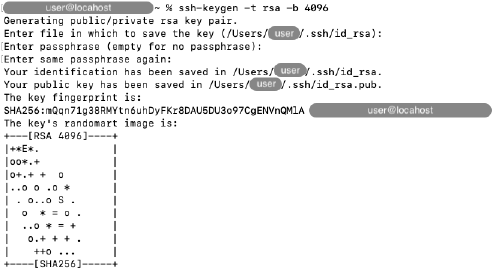 user@locahost ~ % ssh-keygen -t rsa -b 4096
Generating public/private rsa key pair.
Enter file in which to save the key (/Users/ user /.ssh/id_rsa):
Enter passphrase (empty for no passphrase):
Enter same passphrase again:
Your identification has been saved in /Users/ user .ssh/id_rsa.
Your public key has been saved in /Users/ user /.ssh/id_rsa.pub.
The key fingerprint is:
SHA256:mQqn71g38RMYtn6uhDyFKr8DAU5DU3o97CgENVnQMlA user@locahost
The key's randomart image is:
+---[RSA 4096]----+
|+*E*.            |
|oo*.+            |
|o+.+ +  o        |
|..o o .o *       |
| . o..o S .      |
|  o  * = o .     |
|  ..o * = +      |
|   o.+ + + .     |
|    ++o ...      |
+----[SHA256]-----+